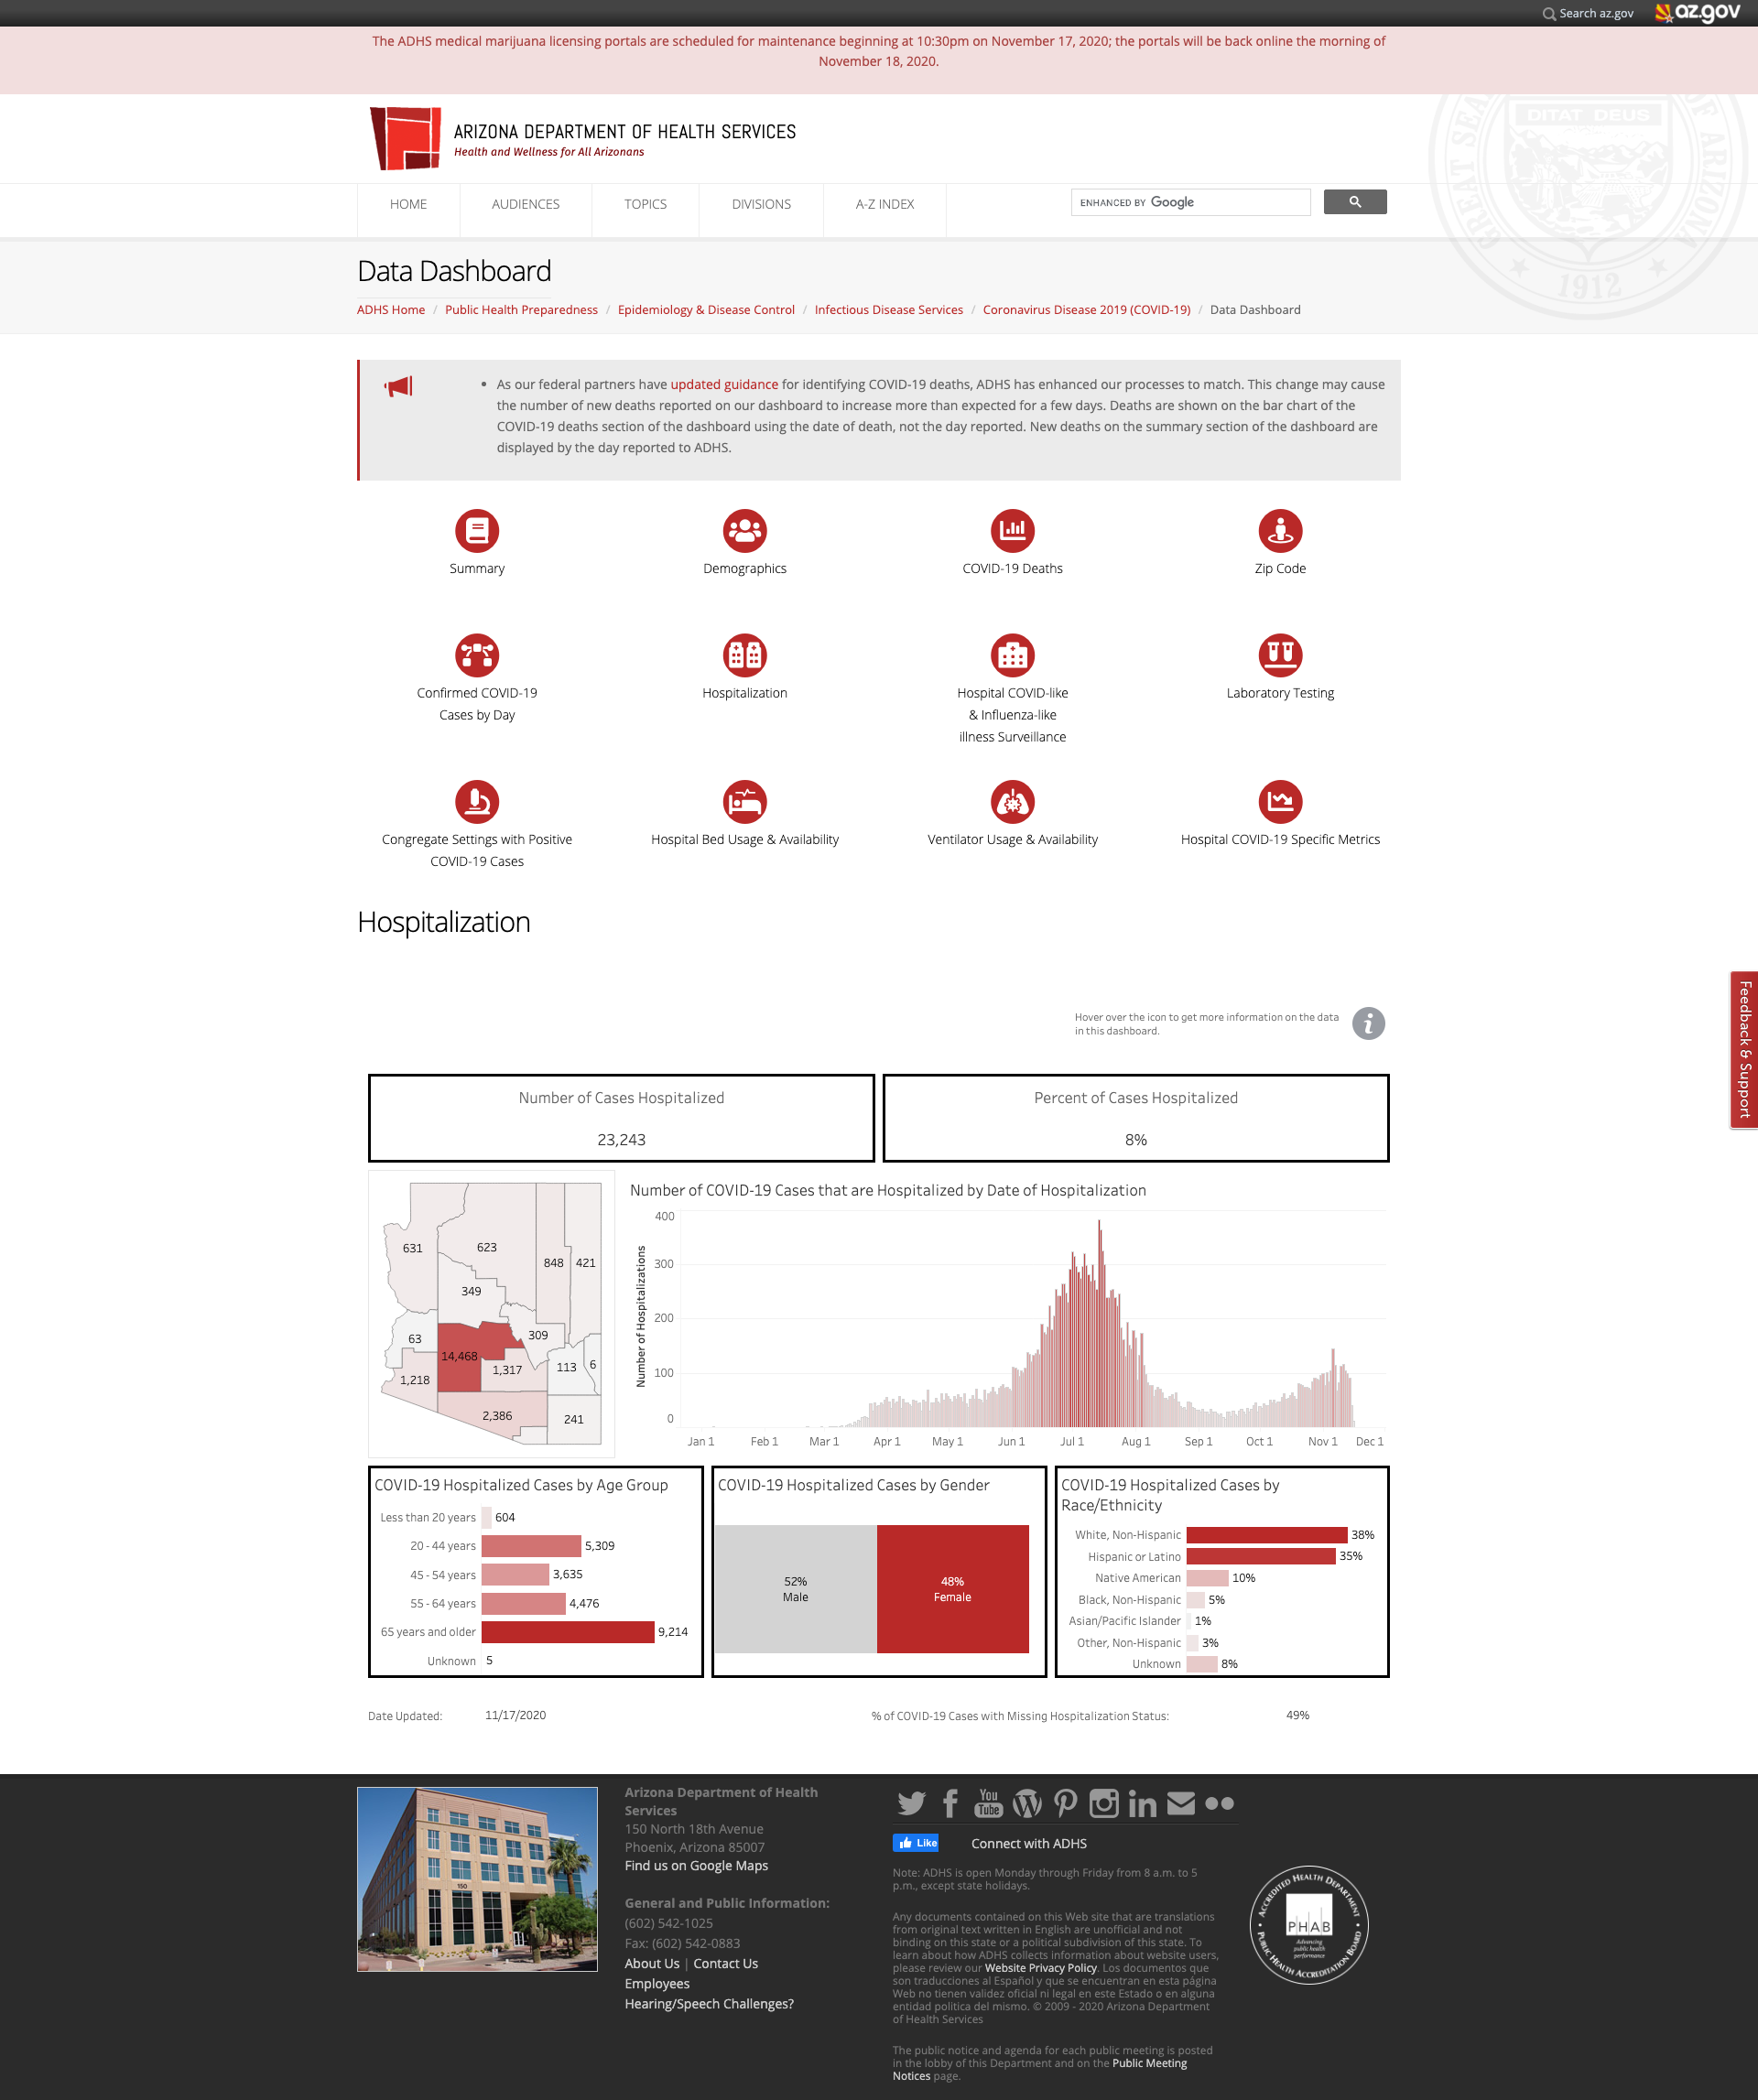 Search az.gov
az.gov
The ADHS medical marijuana licensing portals are scheduled for maintenance beginning at 10:30pm on November 17, 2020; the portals will be back online the morning of
November 18, 2020.
DITAT DEUS
GREAT SEAL
ARIZONA
1912
ARIZONA DEPARTMENT OF HEALTH SERVICES
Health and Wellness for All Arizonans
HOME
AUDIENCES
TOPICS
DIVISIONS
A-Z INDEX
ENHANCED BY Google
Data Dashboard
ADHS Home / Public Health Preparedness / Epidemiology & Disease Control / Infectious Disease Services / Coronavirus Disease 2019 (COVID-19) / Data Dashboard
• As our federal partners have updated guidance for identifying COVID-19 deaths, ADHS has enhanced our processes to match. This change may cause
the number of new deaths reported on our dashboard to increase more than expected for a few days. Deaths are shown on the bar chart of the
COVID-19 deaths section of the dashboard using the date of death, not the day reported. New deaths on the summary section of the dashboard are
displayed by the day reported to ADHS.
Summary
Demographics
COVID-19 Deaths
Zip Code
Confirmed COVID-19
Cases by Day
Hospitalization
Hospital COVID-like
& Influenza-like
illness Surveillance
Laboratory Testing
Congregate Settings with Positive
COVID-19 Cases
Hospital Bed Usage & Availability
Ventilator Usage & Availability
Hospital COVID-19 Specific Metrics
Hospitalization
Feedback & Support
Hover over the icon to get more information on the data
in this dashboard.
i
Number of Cases Hospitalized
23,243
Percent of Cases Hospitalized
8%
631
623
848
421
349
63
309
14,468
1,317
113
6
1,218
2,386
241
Number of COVID-19 Cases that are Hospitalized by Date of Hospitalization
Number of Hospitalizations
400
300
200
100
0
Jan 1
Feb 1
Mar 1
Apr 1
May 1
Jun 1
Jul 1
Aug 1
Sep 1
Oct 1
Nov 1
Dec 1
COVID-19 Hospitalized Cases by Age Group
Less than 20 years 604
20 - 44 years 5,309
45 - 54 years 3,635
55 - 64 years 4,476
65 years and older 9,214
Unknown 5
COVID-19 Hospitalized Cases by Gender
52%
Male
48%
Female
COVID-19 Hospitalized Cases by
Race/Ethnicity
White, Non-Hispanic 38%
Hispanic or Latino 35%
Native American 10%
Black, Non-Hispanic 5%
Asian/Pacific Islander 1%
Other, Non-Hispanic 3%
Unknown 8%
Date Updated: 11/17/2020
% of COVID-19 Cases with Missing Hospitalization Status: 49%
150
Arizona Department of Health
Services
150 North 18th Avenue
Phoenix, Arizona 85007
Find us on Google Maps
General and Public Information:
(602) 542-1025
Fax: (602) 542-0883
About Us | Contact Us
Employees
Hearing/Speech Challenges?
You
Tube
Like
Connect with ADHS
Note: ADHS is open Monday through Friday from 8 a.m. to 5
p.m., except state holidays.
Any documents contained on this Web site that are translations
from original text written in English are unofficial and not
binding on this state or a political subdivision of this state. To
learn about how ADHS collects information about website users,
please review our Website Privacy Policy. Los documentos que
son traducciones al Español y que se encuentran en esta página
Web no tienen validez oficial ni legal en este Estado o en alguna
entidad politica del mismo. © 2009 - 2020 Arizona Department
of Health Services
The public notice and agenda for each public meeting is posted
in the lobby of this Department and on the Public Meeting
Notices page.
ACCREDITED HEALTH DEPARTMENT
PHAB
Advancing
public health
performance
PUBLIC HEALTH ACCREDITATION BOARD